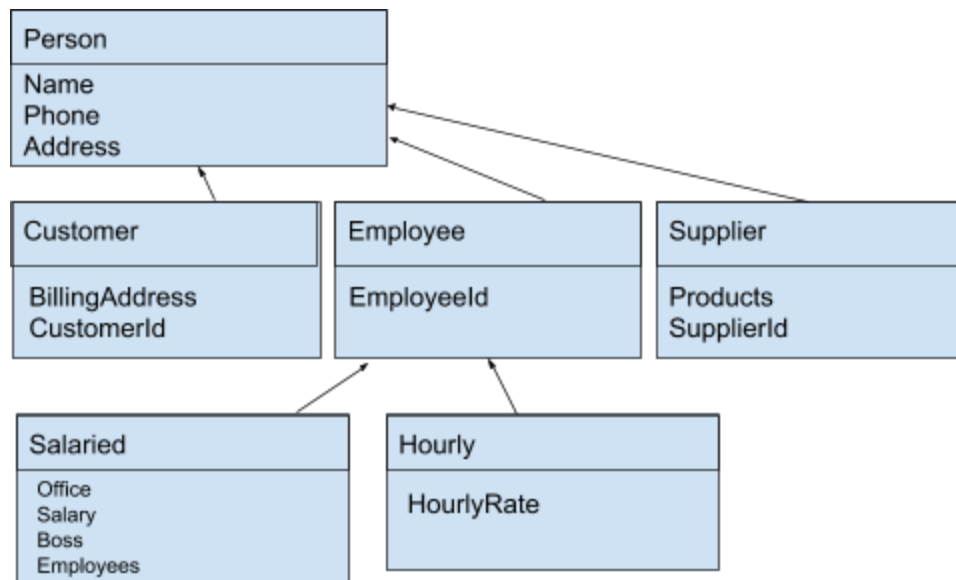 Person
Name
Phone
Address
Customer
BillingAddress
CustomerId
Employee
EmployeeId
Supplier
Products
SupplierId
Salaried
Office
Salary
Boss
Employees
Hourly
HourlyRate